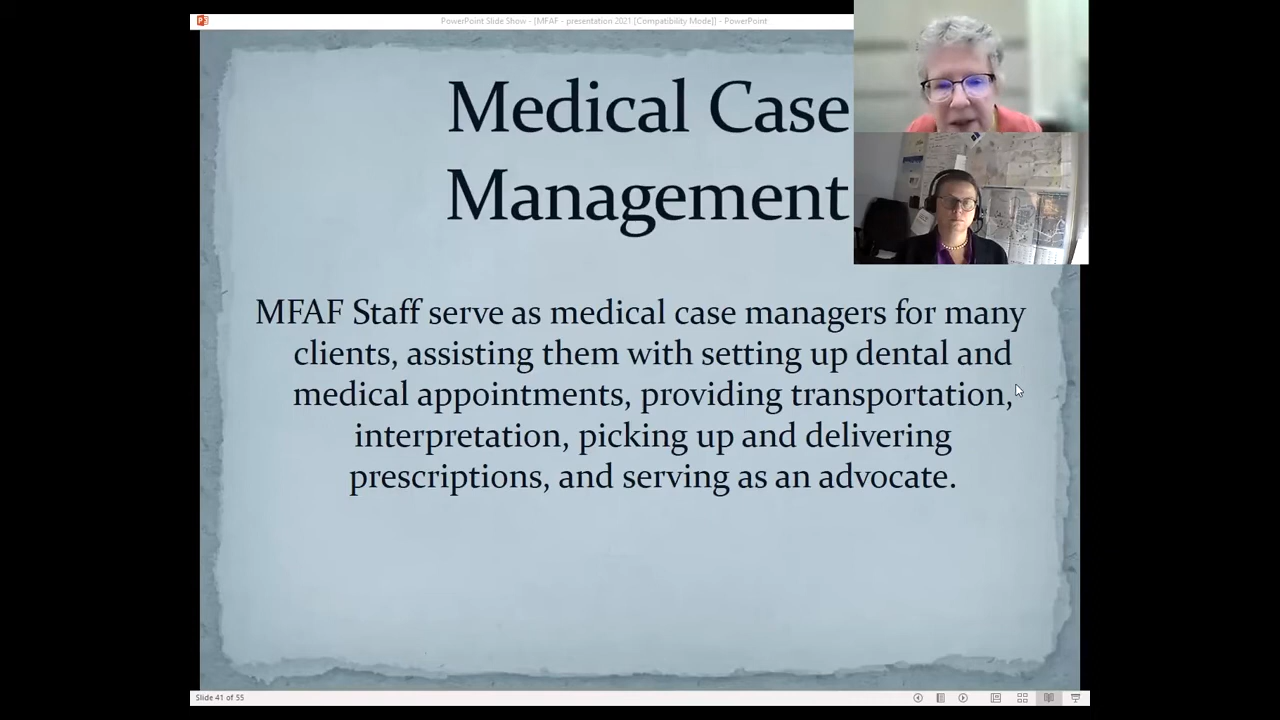 PowerPoint Slide Show - [MFAF - presentation 2021 [Compatibility Mode]] - PowerPoint
Medical Case
Management
MFAF Staff serve as medical case managers for many
clients, assisting them with setting up dental and
medical appointments, providing transportation,
interpretation, picking up and delivering
prescriptions, and serving as an advocate.
Slide 41 of 55